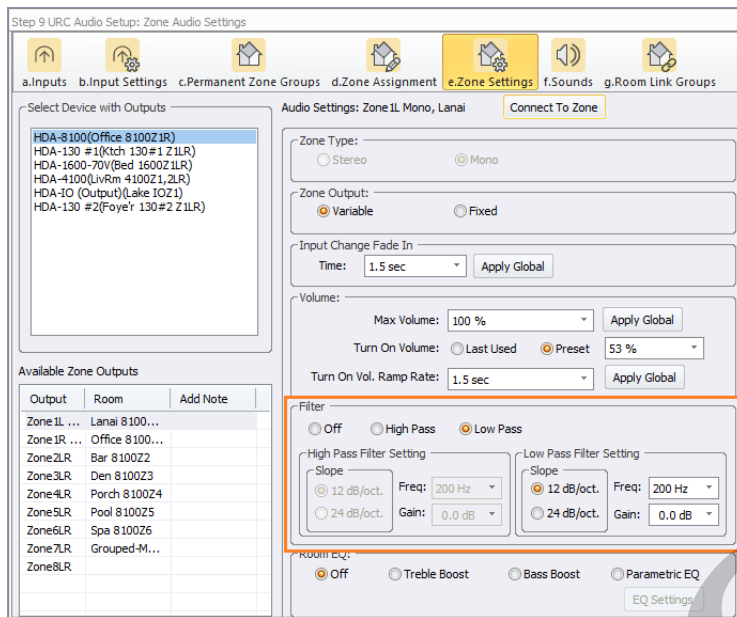 Step 9 URC Audio Setup: Zone Audio Settings
a.Inputs b.Input Settings c.Permanent Zone Groups d.Zone Assignment e.Zone Settings f.Sounds g.Room Link Groups
Select Device with Outputs
HDA-8100(Office 8100Z1R)
HDA-130 #1(Ktch 130#1 Z1LR)
HDA-1600-70V(Bed 1600Z1LR)
HDA-4100(LivRm 4100Z1,2LR)
HDA-IO (Output)(Lake IOZ1)
HDA-130 #2(Foye'r 130#2 Z1LR)
Available Zone Outputs
Output Room Add Note
Zone1L ... Lanai 8100...
Zone1R ... Office 8100...
Zone2LR Bar 8100Z2
Zone3LR Den 8100Z3
Zone4LR Porch 8100Z4
Zone5LR Pool 8100Z5
Zone6LR Spa 8100Z6
Zone7LR Grouped-M...
Zone8LR
Audio Settings: Zone1L Mono, Lanai Connect To Zone
Zone Type:
Stereo Mono
Zone Output:
Variable Fixed
Input Change Fade In
Time: 1.5 sec Apply Global
Volume:
Max Volume: 100 % Apply Global
Turn On Volume: Last Used Preset 53 %
Turn On Vol. Ramp Rate: 1.5 sec Apply Global
Filter
Off High Pass Low Pass
High Pass Filter Setting
Slope
12 dB/oct. Freq: 200 Hz
24 dB/oct. Gain: 0.0 dB
Low Pass Filter Setting
Slope
12 dB/oct. Freq: 200 Hz
24 dB/oct. Gain: 0.0 dB
Room EQ:
Off Treble Boost Bass Boost Parametric EQ
EQ Settings